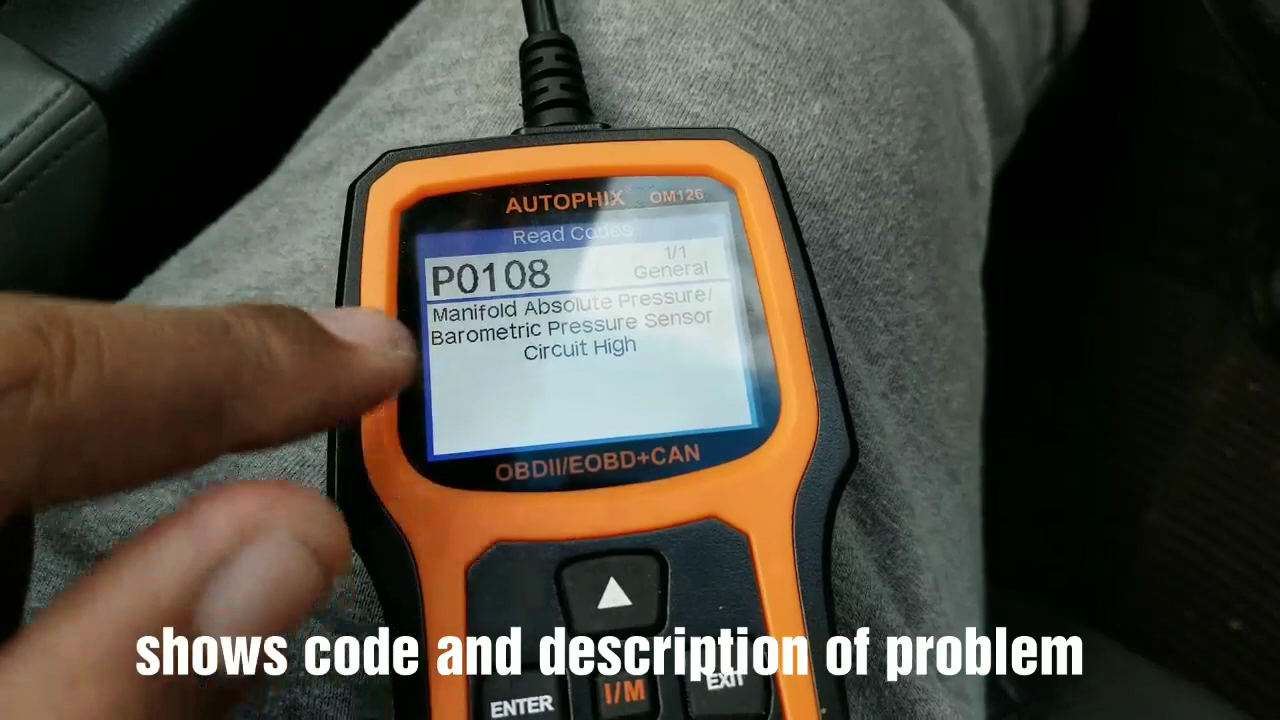 AUTOPHIX OM126
Read Codes
1/1
P0108 General
Manifold Absolute Pressure/
Barometric Pressure Sensor
Circuit High
OBDII/EOBD+CAN
shows code and description of problem
ENTER I/M EXIT